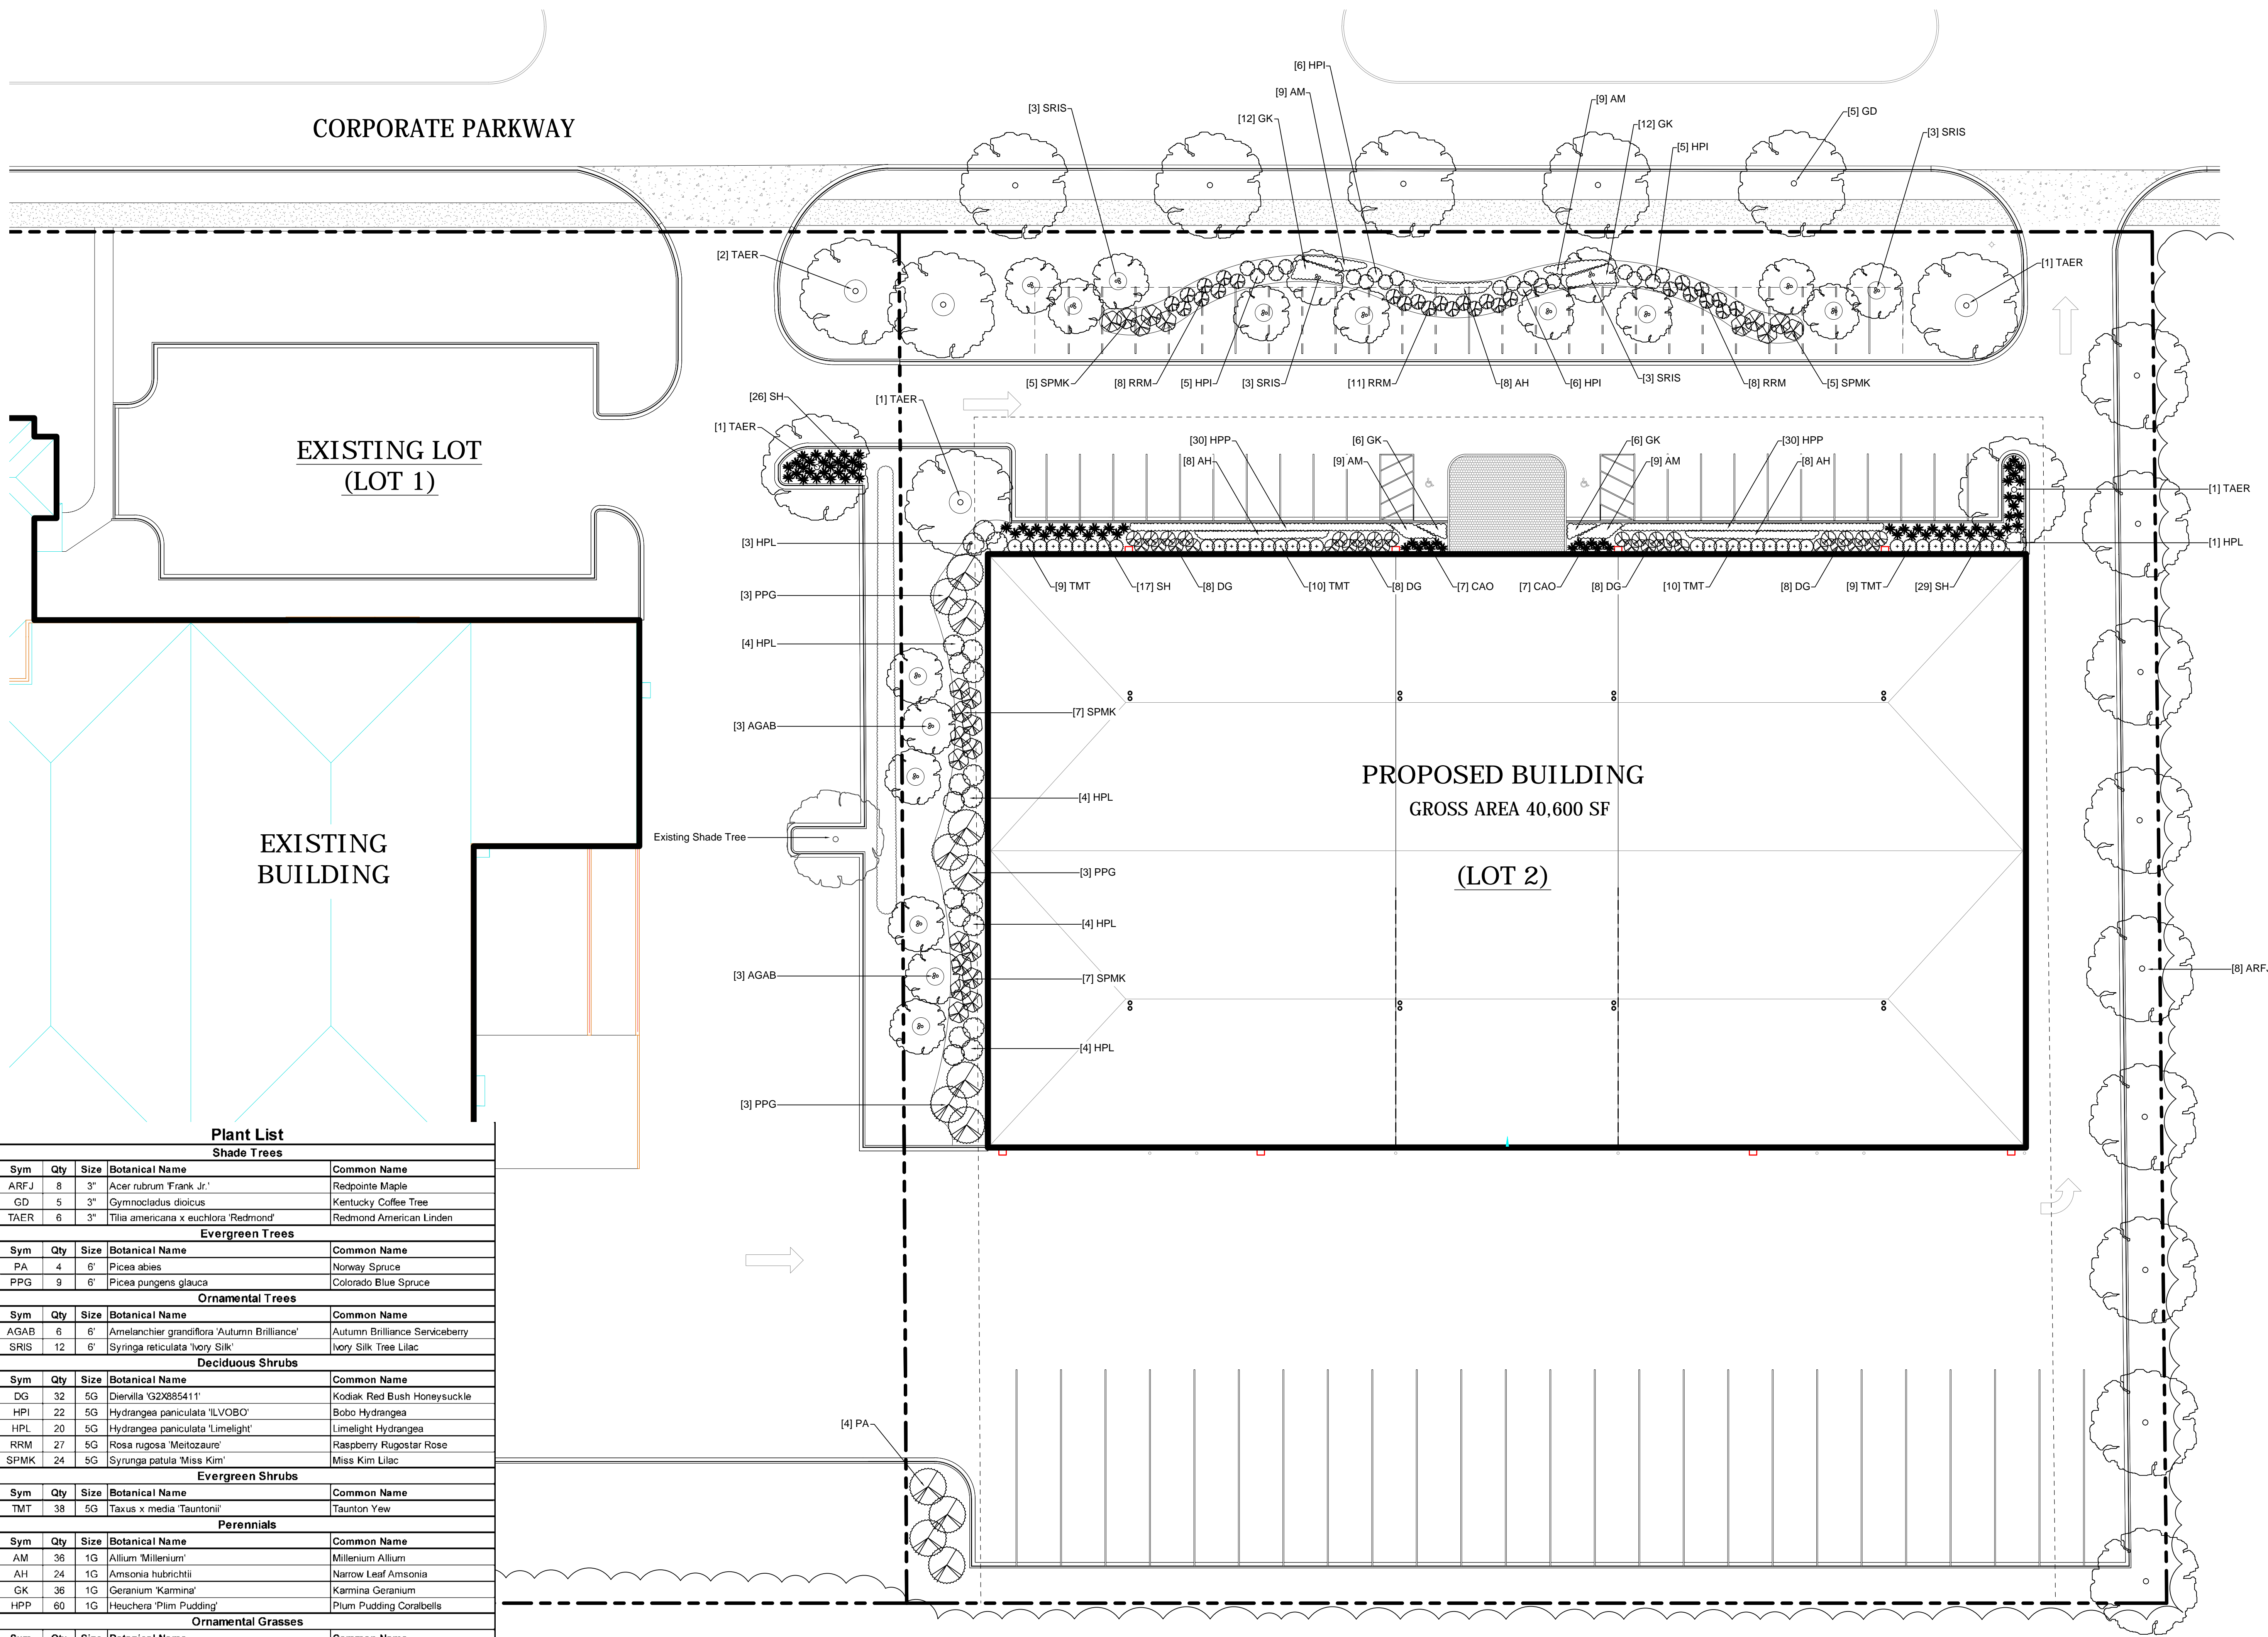 [6] HPI
[9] AM
[9] AM
[3] SRIS
[5] GD
[12] GK
[12] GK
CORPORATE PARKWAY
[3] SRIS
[5] HPI
[2] TAER
[1] TAER
[5] SPMK
[8] RRM
[5] HPI
[3] SRIS
[11] RRM
[8] AH
[6] HPI
[3] SRIS
[8] RRM
[5] SPMK
[26] SH
[1] TAER
[1] TAER
EXISTING LOT
(LOT 1)
[30] HPP
[6] GK
[6] GK
[30] HPP
[8] AH
[9] AM
[9] AM
[8] AH
[1] TAER
[3] HPL
[1] HPL
[9] TMT
[17] SH
[8] DG
[10] TMT
[8] DG
[7] CAO
[7] CAO
[8] DG
[10] TMT
[8] DG
[9] TMT
[29] SH
[3] PPG
[4] HPL
[7] SPMK
[3] AGAB
PROPOSED BUILDING
GROSS AREA 40,600 SF
[4] HPL
Existing Shade Tree
EXISTING
BUILDING
(LOT 2)
[3] PPG
[4] HPL
[3] AGAB
[7] SPMK
[8] ARFJ
[4] HPL
[3] PPG
[4] PA
Plant List
Shade Trees
Sym Qty Size Botanical Name Common Name
ARFJ 8 3" Acer rubrum 'Frank Jr.' Redpointe Maple
GD 5 3" Gymnocladus dioicus Kentucky Coffee Tree
TAER 6 3" Tilia americana x euchlora 'Redmond' Redmond American Linden
Evergreen Trees
Sym Qty Size Botanical Name Common Name
PA 4 6' Picea abies Norway Spruce
PPG 9 6' Picea pungens glauca Colorado Blue Spruce
Ornamental Trees
Sym Qty Size Botanical Name Common Name
AGAB 6 6' Amelanchier grandiflora 'Autumn Brilliance' Autumn Brilliance Serviceberry
SRIS 12 6' Syringa reticulata 'Ivory Silk' Ivory Silk Tree Lilac
Deciduous Shrubs
Sym Qty Size Botanical Name Common Name
DG 32 5G Diervilla 'G2X885411' Kodiak Red Bush Honeysuckle
HPI 22 5G Hydrangea paniculata 'ILVOBO' Bobo Hydrangea
HPL 20 5G Hydrangea paniculata 'Limelight' Limelight Hydrangea
RRM 27 5G Rosa rugosa 'Meitozaure' Raspberry Rugostar Rose
SPMK 24 5G Syrunga patula 'Miss Kim' Miss Kim Lilac
Evergreen Shrubs
Sym Qty Size Botanical Name Common Name
TMT 38 5G Taxus x media 'Tauntonii' Taunton Yew
Perennials
Sym Qty Size Botanical Name Common Name
AM 36 1G Allium 'Millenium' Millenium Allium
AH 24 1G Amsonia hubrichtii Narrow Leaf Amsonia
GK 36 1G Geranium 'Karmina' Karmina Geranium
HPP 60 1G Heuchera 'Plim Pudding' Plum Pudding Coralbells
Ornamental Grasses
Sym Qty Size Botanical Name Common Name